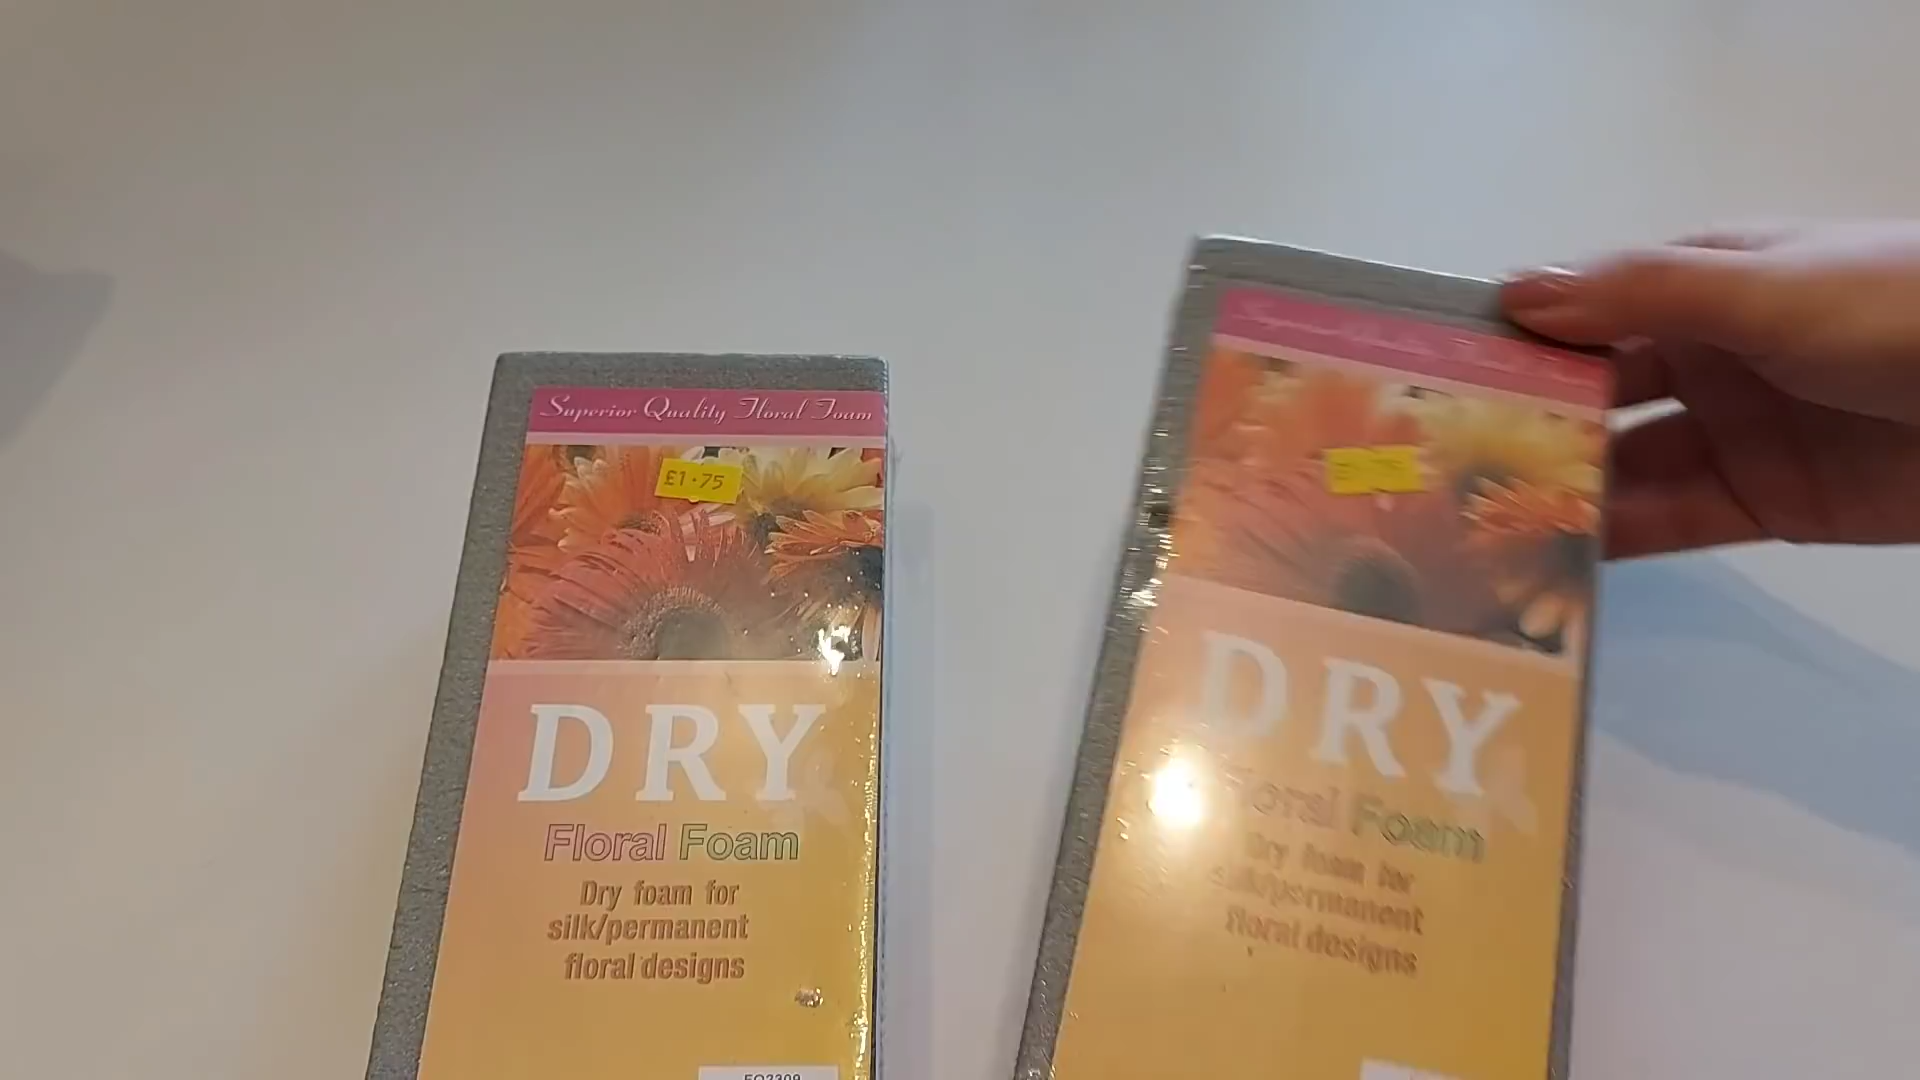 Superior Quality Floral Foam
£1.75
DRY
Floral Foam
Dry foam for
silk/permanent
floral designs
DRY
Floral Foam
Dry foam for
silk/permanent
floral designs